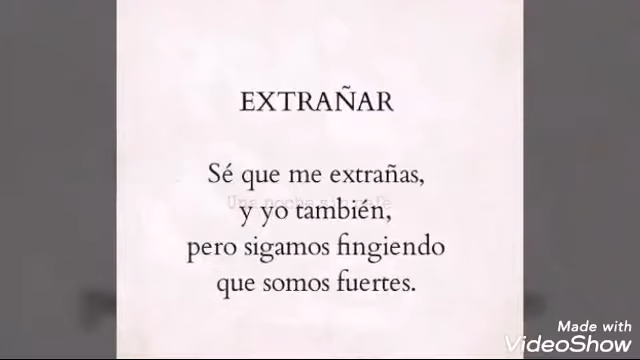 EXTRAÑAR
Sé que me extrañas,
y yo también,
pero sigamos fingiendo
que somos fuertes.
Made with
VideoShow